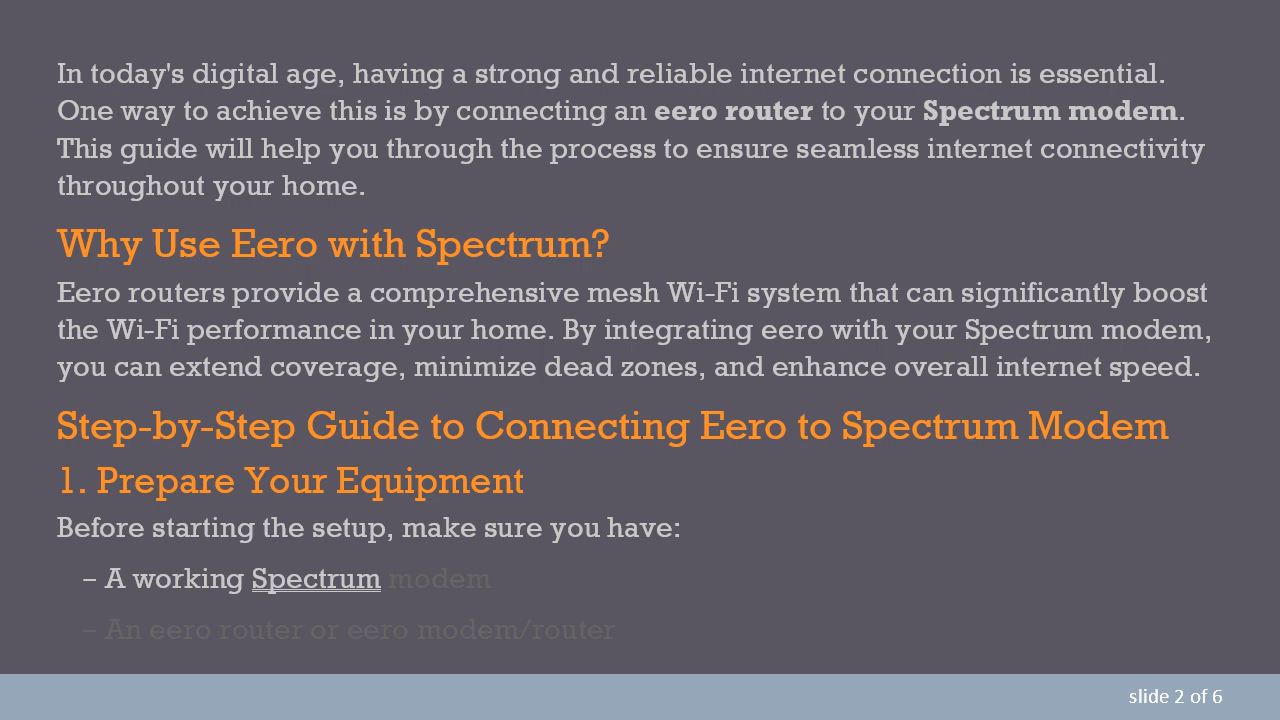 In today's digital age, having a strong and reliable internet connection is essential.
One way to achieve this is by connecting an eero router to your Spectrum modem.
This guide will help you through the process to ensure seamless internet connectivity
throughout your home.
Why Use Eero with Spectrum?
Eero routers provide a comprehensive mesh Wi-Fi system that can significantly boost
the Wi-Fi performance in your home. By integrating eero with your Spectrum modem,
you can extend coverage, minimize dead zones, and enhance overall internet speed.
Step-by-Step Guide to Connecting Eero to Spectrum Modem
1. Prepare Your Equipment
Before starting the setup, make sure you have:
– A working Spectrum modem
– An eero router or eero modem/router
slide 2 of 6